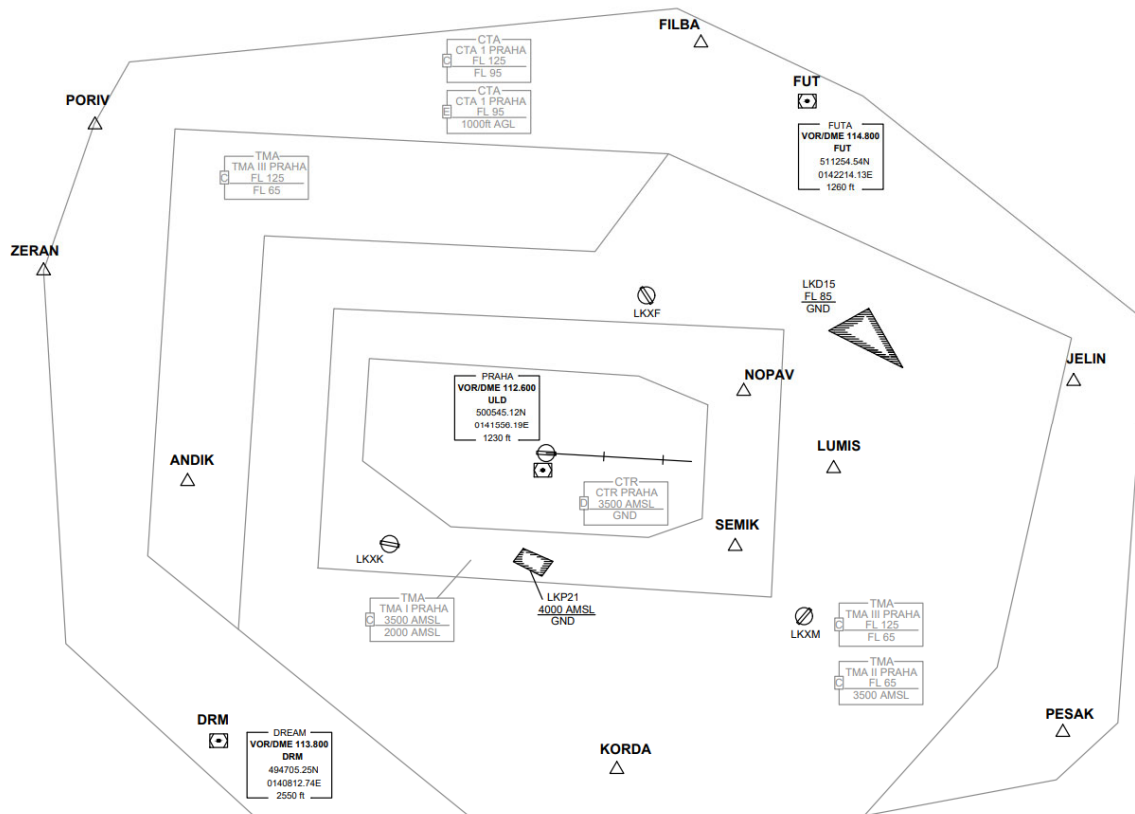 FILBA
CTA
CTA 1 PRAHA
C
FL 125
FL 95
FUT
PORIV
CTA
CTA 1 PRAHA
E
FL 95
1000ft AGL
FUTA
VOR/DME 114.800
FUT
511254.54N
0142214.13E
1260 ft
TMA
TMA III PRAHA
C
FL 125
FL 65
ZERAN
LKXF
LKD15
FL 85
GND
JELIN
NOPAV
PRAHA
VOR/DME 112.600
ULD
500545.12N
0141556.19E
1230 ft
LUMIS
ANDIK
CTR
CTR PRAHA
D
3500 AMSL
GND
SEMIK
LKXK
LKP21
4000 AMSL
GND
TMA
TMA I PRAHA
C
3500 AMSL
2000 AMSL
LKXM
TMA
TMA III PRAHA
C
FL 125
FL 65
TMA
TMA II PRAHA
C
FL 65
3500 AMSL
DRM
DREAM
VOR/DME 113.800
DRM
494705.25N
0140812.74E
2550 ft
KORDA
PESAK